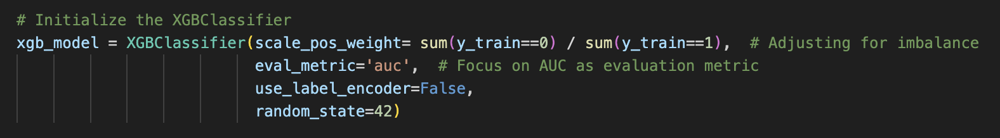 # Initialize the XGBClassifier
xgb_model = XGBClassifier(scale_pos_weight= sum(y_train==0) / sum(y_train==1),  # Adjusting for imbalance
                          eval_metric='auc',  # Focus on AUC as evaluation metric
                          use_label_encoder=False,
                          random_state=42)